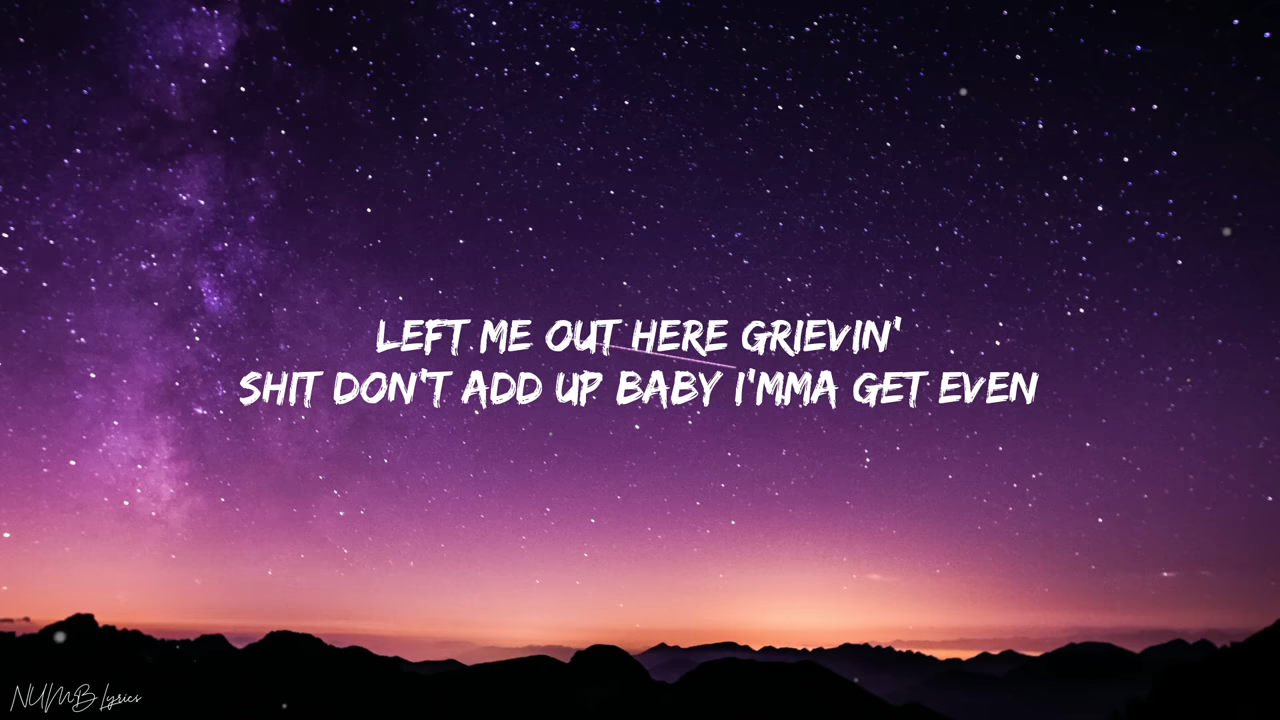 LEFT ME OUT HERE GRIEVIN'
SHIT DON'T ADD UP BABY I'MMA GET EVEN
NUMB Lyrics